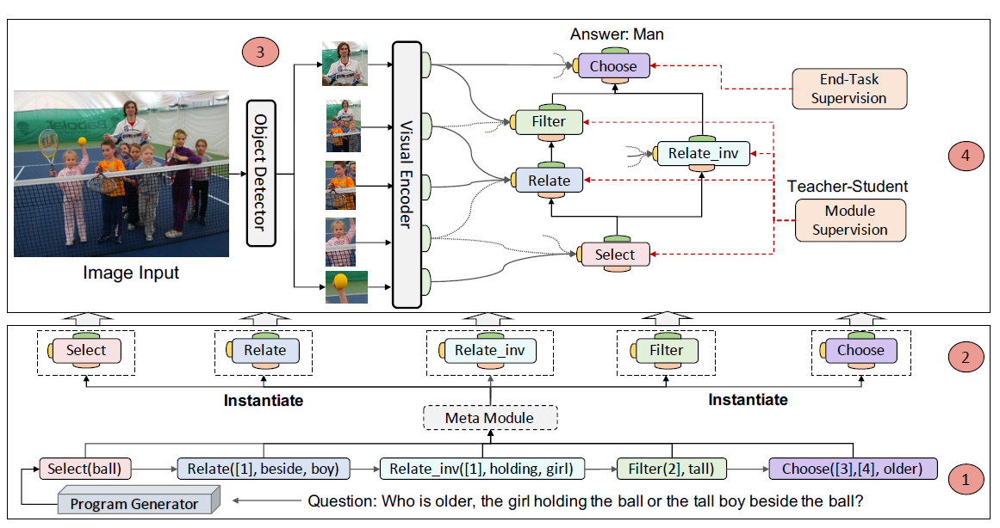 3
Answer: Man
Choose
End-Task
Supervision
Object Detector
Visual Encoder
Filter
Relate_inv
4
Relate
Teacher-Student
Module
Supervision
Select
Image Input
Select
Relate
Relate_inv
Filter
Choose
2
Instantiate
Instantiate
Meta Module
Select(ball)
Relate([1], beside, boy)
Relate_inv([1], holding, girl)
Filter(2], tall)
Choose([3],[4], older)
1
Program Generator
Question: Who is older, the girl holding the ball or the tall boy beside the ball?